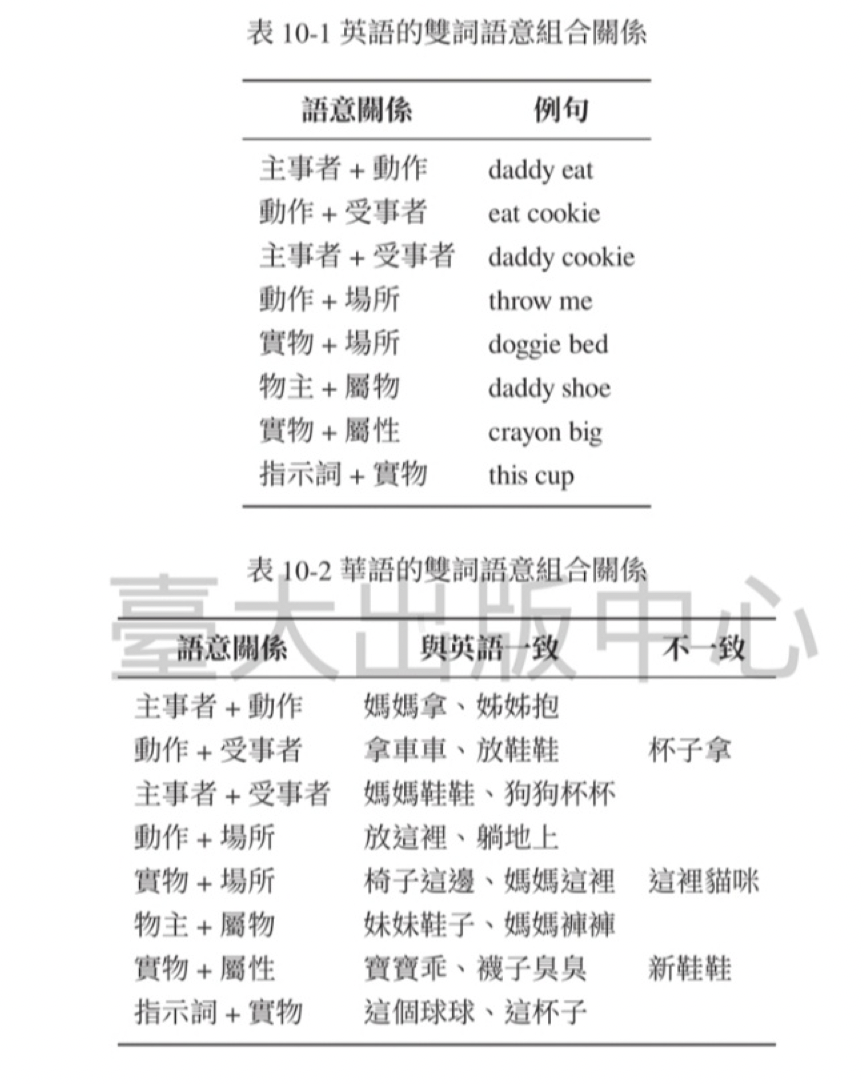 表 10-1 英語的雙詞語意組合關係
語意關係 例句
主事者 + 動作 daddy eat
動作 + 受事者 eat cookie
主事者 + 受事者 daddy cookie
動作 + 場所 throw me
實物 + 場所 doggie bed
物主 + 屬物 daddy shoe
實物 + 屬性 crayon big
指示詞 + 實物 this cup
表 10-2 華語的雙詞語意組合關係
臺大出版中心
語意關係 與英語一致 不一致
主事者 + 動作 媽媽拿、姊姊抱
動作 + 受事者 拿車車、放鞋鞋 杯子拿
主事者 + 受事者 媽媽鞋鞋、狗狗杯杯
動作 + 場所 放這裡、躺地上
實物 + 場所 椅子這邊、媽媽這裡 這裡貓咪
物主 + 屬物 妹妹鞋子、媽媽褲褲
實物 + 屬性 寶寶乖、襪子臭臭 新鞋鞋
指示詞 + 實物 這個球球、這杯子